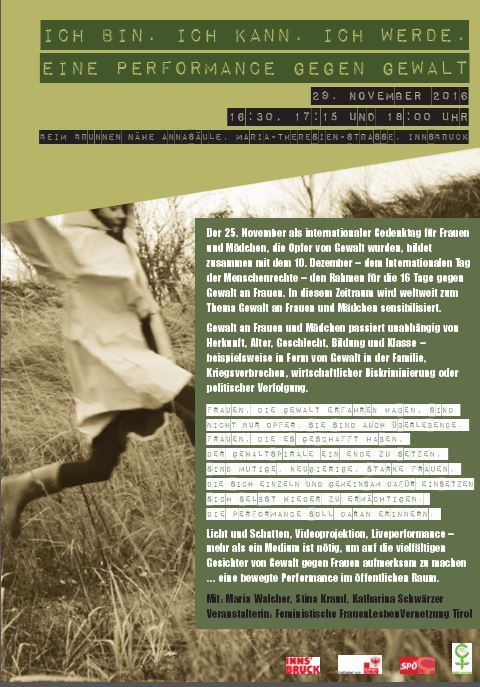 ICH BIN. ICH KANN. ICH WERDE.
EINE PERFORMANCE GEGEN GEWALT
29. NOVEMBER 2016
16:30, 17:15 UND 18:00 UHR
BEIM BRUNNEN NÄHE ANNASÄULE, MARIA-THERESIEN-STRASSE, INNSBRUCK
Der 25. November als internationaler Gedenktag für Frauen
und Mädchen, die Opfer von Gewalt wurden, bildet
zusammen mit dem 10. Dezember – dem Internationalen Tag
der Menschenrechte – den Rahmen für die 16 Tage gegen
Gewalt an Frauen. In diesem Zeitraum wird weltweit zum
Thema Gewalt an Frauen und Mädchen sensibilisiert.
Gewalt an Frauen und Mädchen passiert unabhängig von
Herkunft, Alter, Geschlecht, Bildung und Klasse –
beispielsweise in Form von Gewalt in der Familie,
Kriegsverbrechen, wirtschaftlicher Diskriminierung oder
politischer Verfolgung.
FRAUEN, DIE GEWALT ERFAHREN HABEN, SIND
NICHT NUR OPFER, SIE SIND AUCH ÜBERLEBENDE.
FRAUEN, DIE ES GESCHAFFT HABEN,
DER GEWALTSPIRALE EIN ENDE ZU SETZEN,
SIND MUTIGE, NEUGIERIGE, STARKE FRAUEN,
DIE SICH EINZELN UND GEMEINSAM DAFÜR EINSETZEN
SICH SELBST WIEDER ZU ERMÄCHTIGEN.
DIE PERFORMANCE SOLL DARAN ERINNERN.
Licht und Schatten, Videoprojektion, Liveperformance –
mehr als ein Medium ist nötig, um auf die vielfältigen
Gesichter von Gewalt gegen Frauen aufmerksam zu machen
... eine bewegte Performance im öffentlichen Raum.
Mit: Maria Walcher, Stina Kraml, Katharina Schwärzer
Veranstalterin: Feministische FrauenLesbenVernetzung Tirol
INNS'
BRUCK
SPÖ